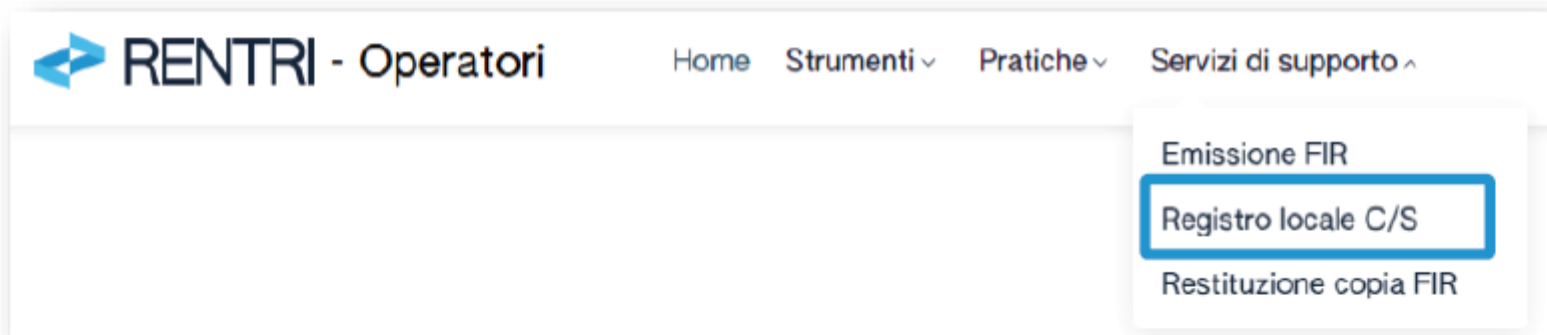 RENTRI - Operatori Home Strumenti Pratiche Servizi di supporto
Emissione FIR
Registro locale C/S
Restituzione copia FIR